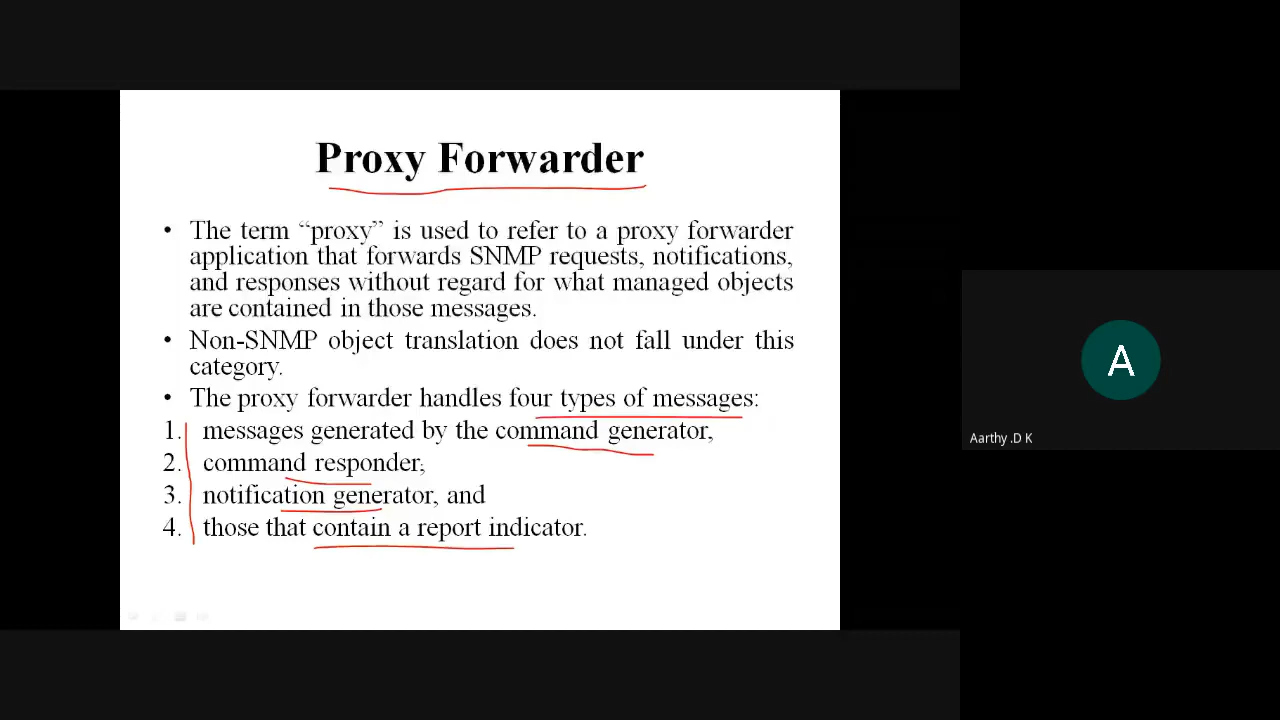 Proxy Forwarder
• The term “proxy” is used to refer to a proxy forwarder
application that forwards SNMP requests, notifications,
and responses without regard for what managed objects
are contained in those messages.
• Non-SNMP object translation does not fall under this
category.
• The proxy forwarder handles four types of messages:
1. messages generated by the command generator,
2. command responder,
3. notification generator, and
4. those that contain a report indicator.
A
Aarthy .D K